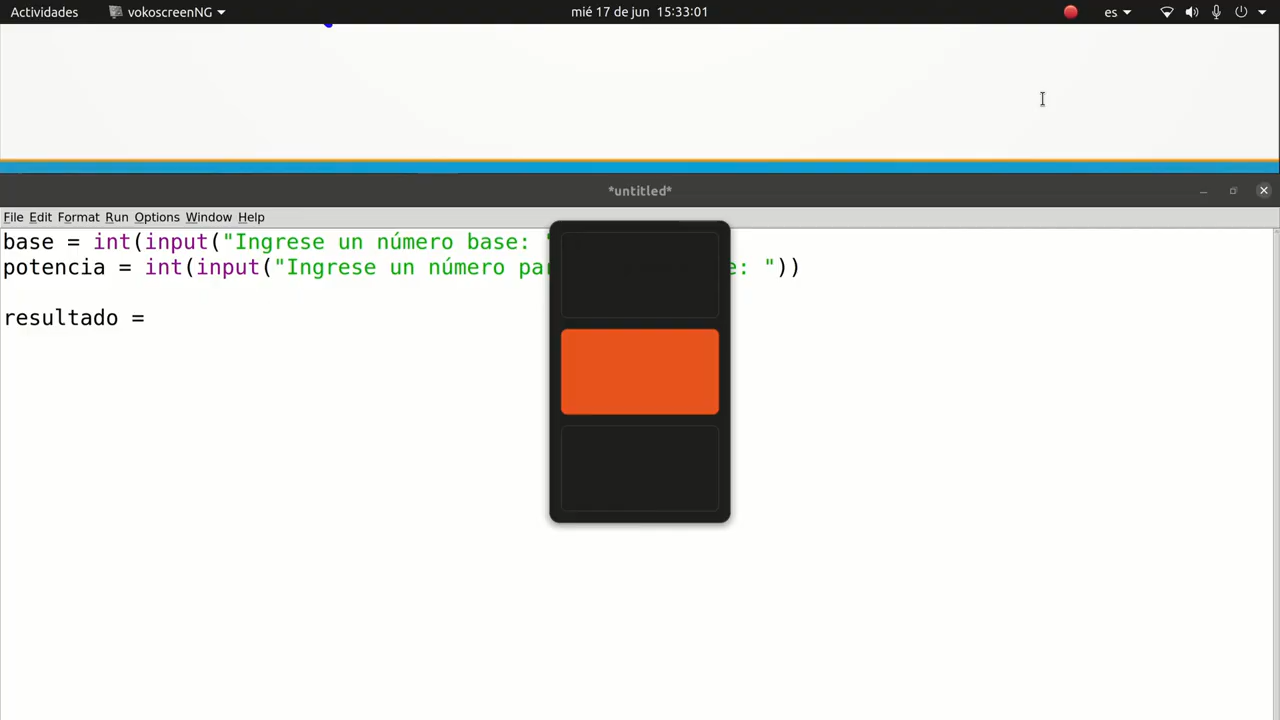 Actividades vokoscreenNG mié 17 de jun 15:33:01 es
*untitled*
File Edit Format Run Options Window Help
base = int(input("Ingrese un número base: "
potencia = int(input("Ingrese un número e: "))
resultado =